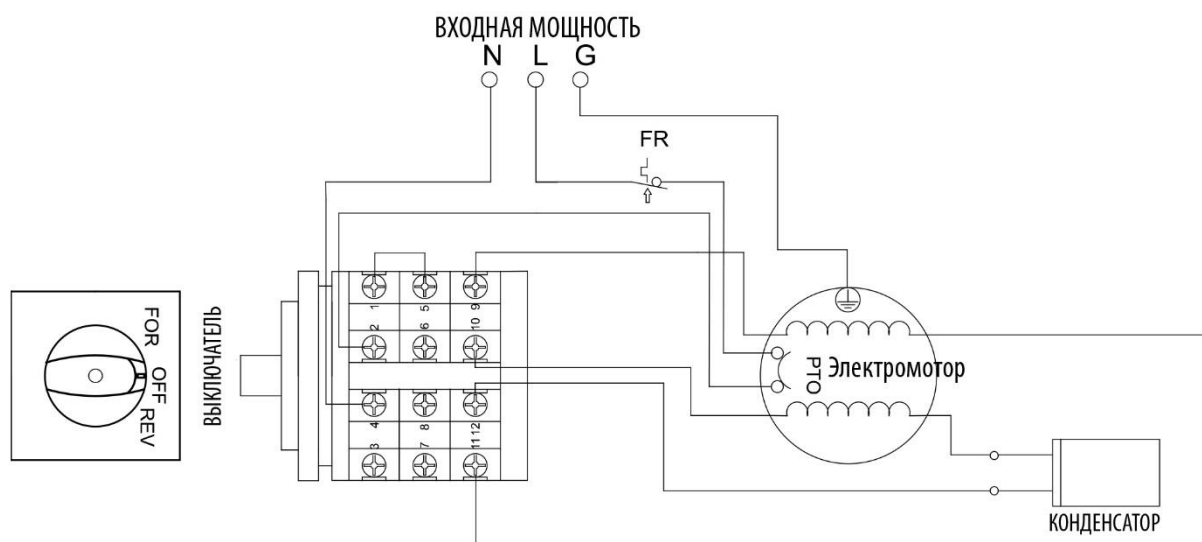 ВХОДНАЯ МОЩНОСТЬ
N L G
FR
1 5 9
2 6 10
4 8 12
3 7 11
FOR
OFF
REV
ВЫКЛЮЧАТЕЛЬ
PTO
Электромотор
КОНДЕНСАТОР